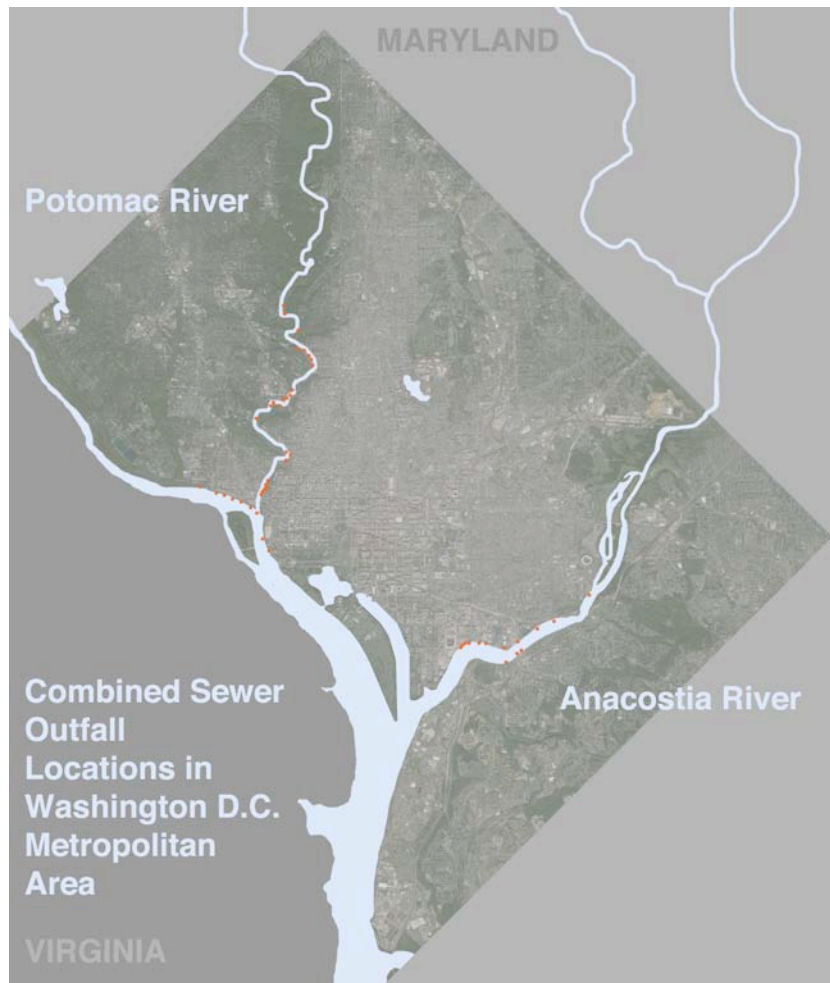 MARYLAND
Potomac River
Combined Sewer
Outfall
Locations in
Washington D.C.
Metropolitan
Area
Anacostia River
VIRGINIA